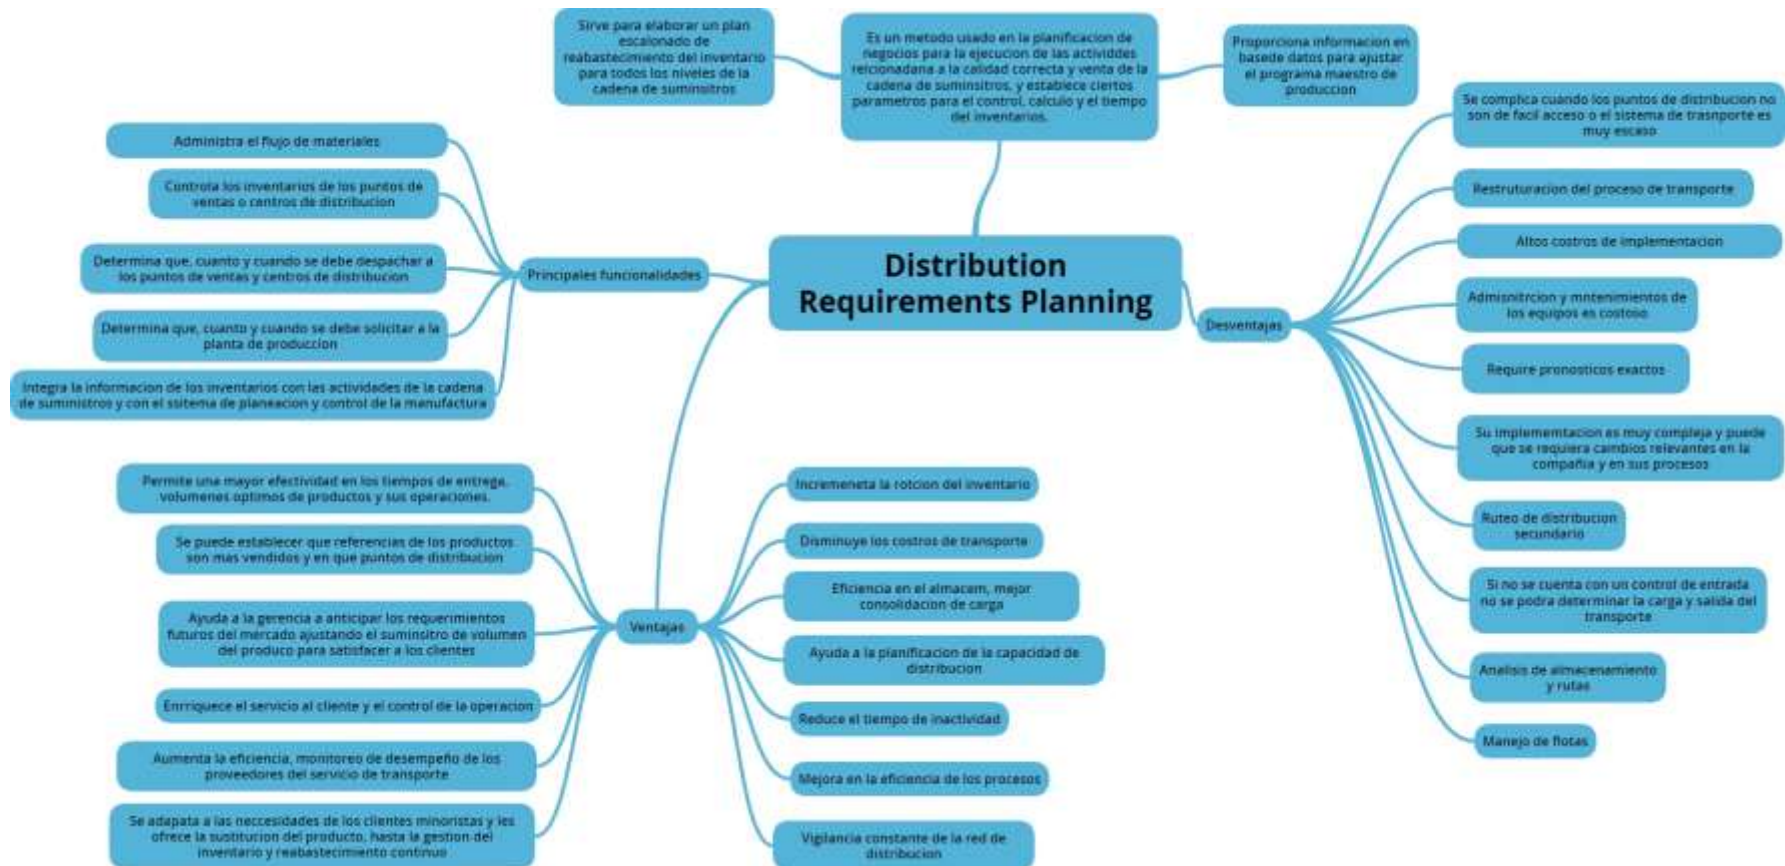 Sirve para elaborar un plan
escalonado de
reabastecimiento del inventario
para todos los niveles de la
cadena de suminsitros
Es un metodo usado en la planificacion de
negocios para la ejecucion de las actividdes
relcionadana a la calidad correcta y venta de la
cadena de suminsitros, y establece ciertos
parametros para el control, calculo y el tiempo
del inventarios.
Proporciona informacion en
basede datos para ajustar
el programa maestro de
produccion
Distribution
Requirements Planning
Principales funcionalidades
Administra el flujo de materiales
Controla los inventarios de los puntos de
ventas o centros de distribucion
Determina que, cuanto y cuando se debe despachar a
los puntos de ventas y centros de distribucion
Determina que, cuanto y cuando se debe solicitar a la
planta de produccion
Integra la informacion de los inventarios con las actividades de la cadena
de suministros y con el ssitema de planeacion y control de la manufactura
Ventajas
Permite una mayor efectividad en los tiempos de entrega,
volumenes optimos de productos y sus operaciones.
Se puede establecer que referencias de los productos
son mas vendidos y en que puntos de distribucion
Ayuda a la gerencia a anticipar los requerimientos
futuros del mercado ajustando el suminsitro de volumen
del produco para satisfacer a los clientes
Enrriquece el servicio al cliente y el control de la operacion
Aumenta la eficiencia, monitoreo de desempeño de los
proveedores del servicio de transporte
Se adapata a las neccesidades de los clientes minoristas y les
ofrece la sustitucion del producto, hasta la gestion del
inventario y reabastecimiento continuo
Incremeneta la rotcion del inventario
Disminuye los costros de transporte
Eficiencia en el almacam, mejor
consolidacion de carga
Ayuda a la planificacion de la capacidad de
distribucion
Reduce el tiempo de inactividad
Mejora en la eficiencia de los procesos
Vigilancia constante de la red de
distribucion
Desventajas
Se complica cuando los puntos de distribucion no
son de facil acceso o el sistema de trasnporte es
muy escaso
Restruturacion del proceso de transporte
Altos costros de implementacion
Admisnitrcion y mntenimientos de
los equipos es costoso
Require pronosticos exactos
Su implememtacion es muy compleja y puede
que se requiera cambios relevantes en la
compañia y en sus procesos
Ruteo de distribucion
secundario
Si no se cuenta con un control de entrada
no se podra determinar la carga y salida del
transporte
Analisis de almacenamiento
y rutas
Manejo de flotas